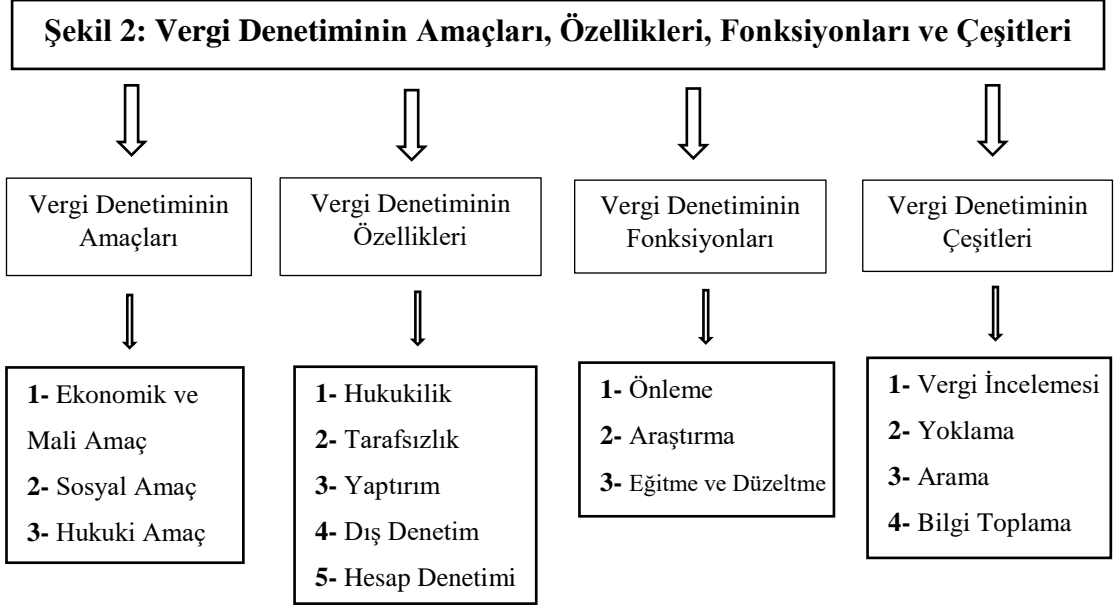 Şekil 2: Vergi Denetiminin Amaçları, Özellikleri, Fonksiyonları ve Çeşitleri
Vergi Denetiminin
Amaçları
Vergi Denetiminin
Özellikleri
Vergi Denetiminin
Fonksiyonları
Vergi Denetiminin
Çeşitleri
1- Ekonomik ve
Mali Amaç
2- Sosyal Amaç
3- Hukuki Amaç
1- Hukukilik
2- Tarafsızlık
3- Yaptırım
4- Dış Denetim
5- Hesap Denetimi
1- Önleme
2- Araştırma
3- Eğitme ve Düzeltme
1- Vergi İncelemesi
2- Yoklama
3- Arama
4- Bilgi Toplama